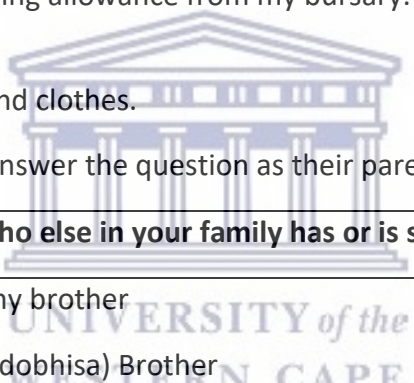 ing allowance from my bursary.
nd clothes.
nswer the question as their pare
ho else in your family has or is s
ny brother
UNIVERSITY of the
dobhisa) Brother
WESTERN CAPE